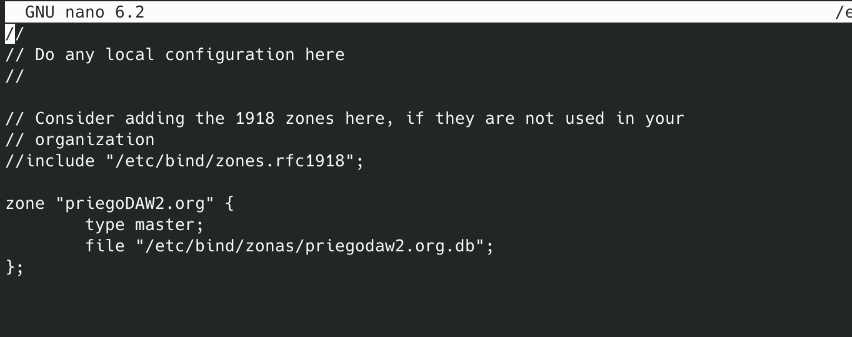 GNU nano 6.2 /e
//
// Do any local configuration here
//
// Consider adding the 1918 zones here, if they are not used in your
// organization
//include "/etc/bind/zones.rfc1918";
zone "priegoDAW2.org" {
        type master;
        file "/etc/bind/zonas/priegodaw2.org.db";
};